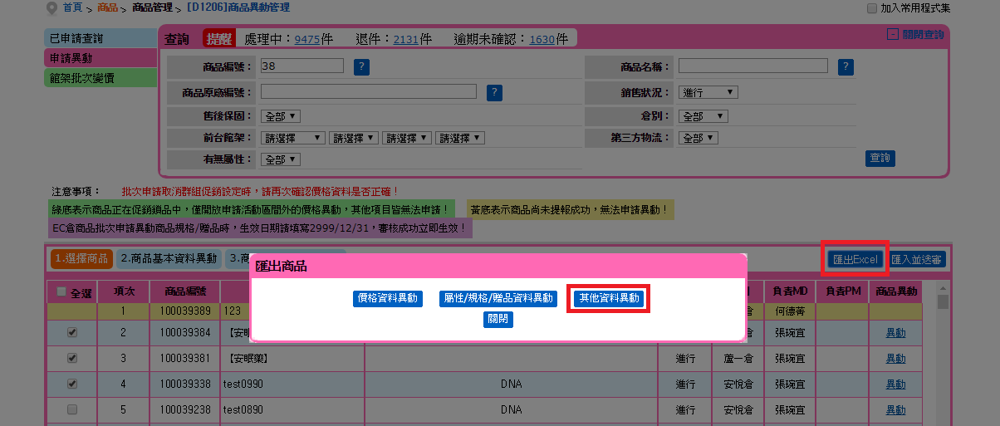 首頁 > 商品 > 商品管理 > [D1206]商品異動管理 加入常用程式集
已申請查詢
申請異動
館架批次變價
查詢 提醒 處理中：9475件 退件：2131件 逾期未確認：1630件 - 關閉查詢
商品編號： 38 ? 商品名稱： ?
商品原廠編號： ? 銷售狀況： 進行
售後保固： 全部 倉別： 全部
前台館架： 請選擇 請選擇 請選擇 請選擇 第三方物流： 全部
有無屬性： 全部 查詢
注意事項： 批次申請取消群組促銷設定時，請再次確認價格資料是否正確！
綠底表示商品正在促銷鎖品中，僅開放申請活動區間外的價格異動，其他項目皆無法申請！ 黃底表示商品尚未提報成功，無法申請異動！
EC倉商品批次申請異動商品規格/贈品時，生效日期請填寫2999/12/31，審核成功立即生效！
1.選擇商品 2.商品基本資料異動 3.商 匯出Excel 匯入並送審
匯出商品
價格資料異動 屬性/規格/贈品資料異動 其他資料異動
關閉
全選 項次 商品編號 負責MD 負責PM 商品異動
1 100039389 123 倉 何德菁
2 100039384 【安眠 倉 張琬宜 異動
3 100039381 【安眠藥】 進行 蘆一倉 張琬宜 異動
4 100039338 test0990 DNA 進行 安悅倉 張琬宜 異動
5 100039238 test0890 DNA 進行 安悅倉 張琬宜 異動